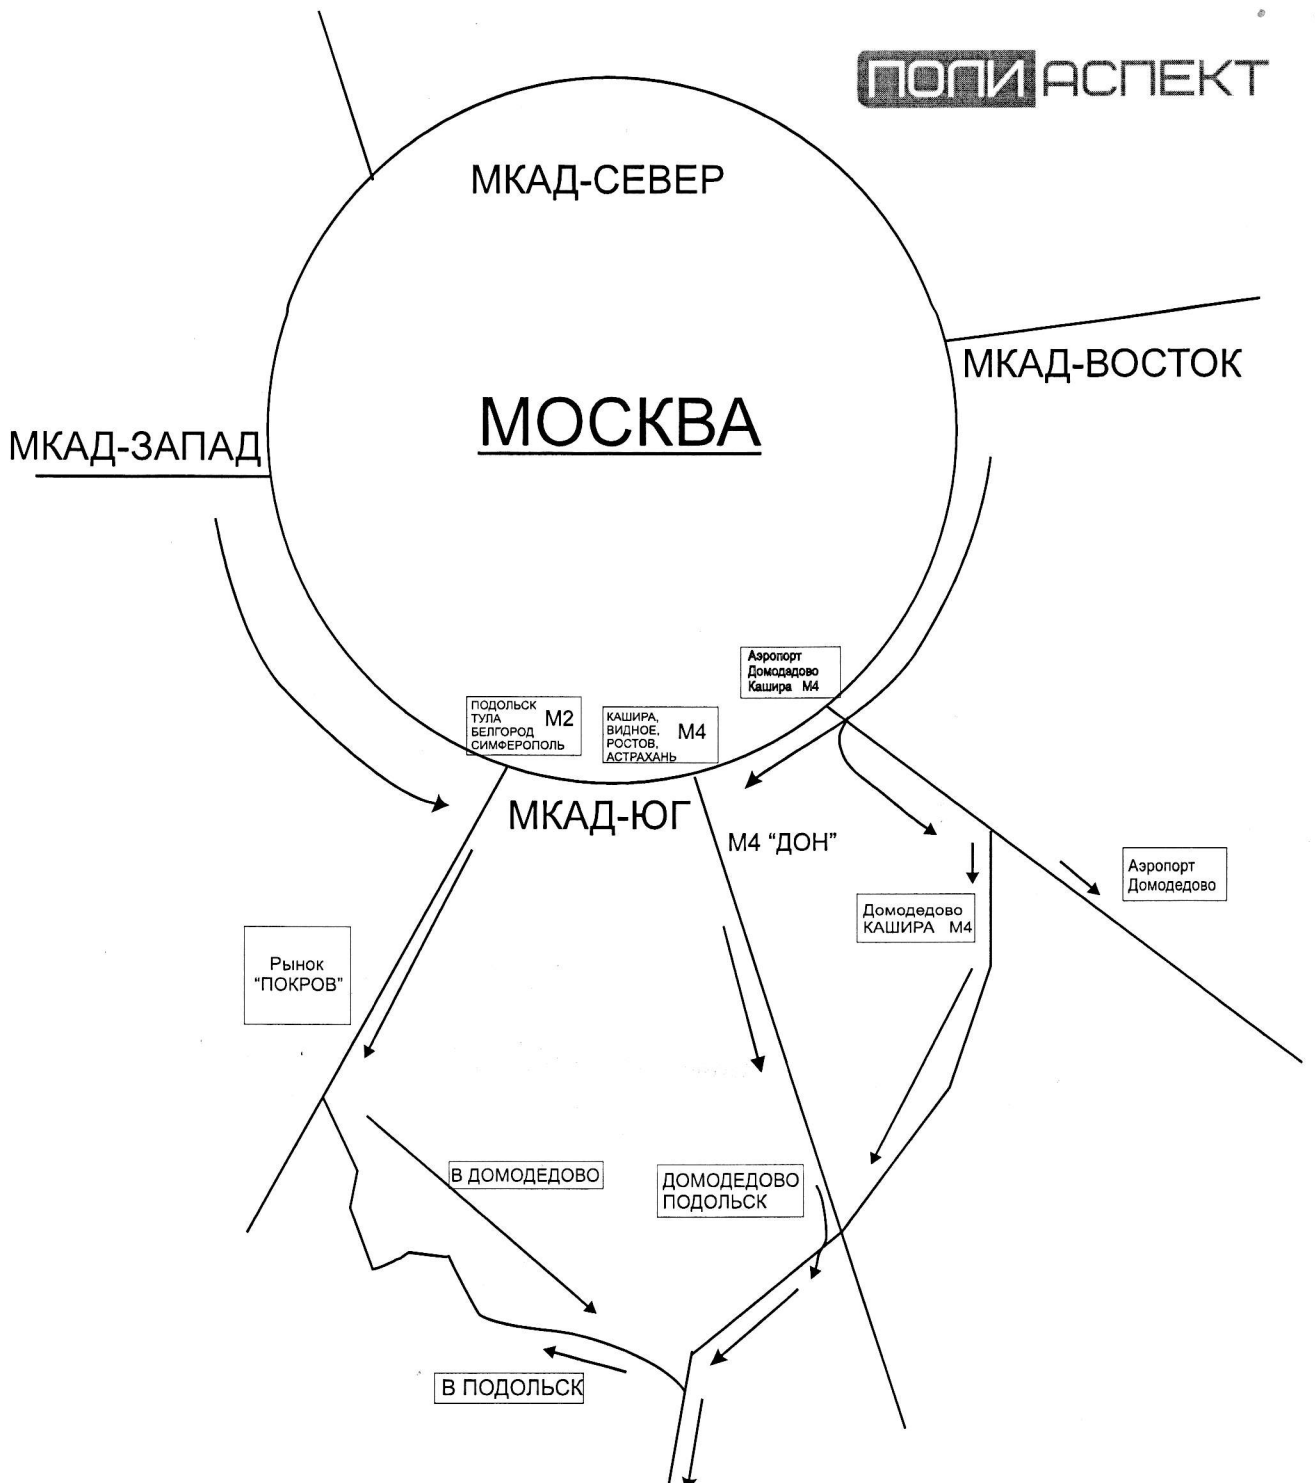 ПОЛИ АСПЕКТ
МКАД-СЕВЕР
МКАД-ВОСТОК
МОСКВА
МКАД-ЗАПАД
Аэропорт
Домодадово
Кашира М4
ПОДОЛЬСК
ТУЛА М2
БЕЛГОРОД
СИМФЕРОПОЛЬ
КАШИРА,
ВИДНОЕ, М4
РОСТОВ,
АСТРАХАНЬ
МКАД-ЮГ
М4 “ДОН”
Аэропорт
Домодедово
Домодедово
КАШИРА М4
Рынок
“ПОКРОВ”
В ДОМОДЕДОВО
ДОМОДЕДОВО
ПОДОЛЬСК
В ПОДОЛЬСК